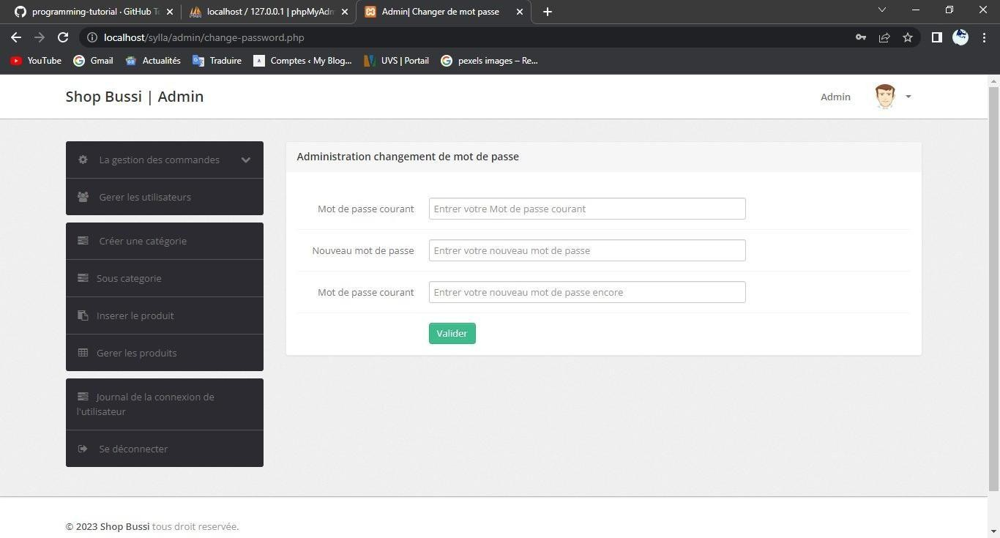 programming-tutorial · GitHub To
localhost / 127.0.0.1 | phpMyAdm
Admin| Changer de mot passe
localhost/sylla/admin/change-password.php
YouTube
Gmail
Actualités
Traduire
Comptes ‹ My Blog...
UVS | Portail
pexels images – Re...
Shop Bussi | Admin
Admin
La gestion des commandes
Gerer les utilisateurs
Créer une catégorie
Sous categorie
Inserer le produit
Gerer les produits
Journal de la connexion de
l'utilisateur
Se déconnecter
Administration changement de mot de passe
Mot de passe courant
Entrer votre Mot de passe courant
Nouveau mot de passe
Entrer votre nouveau mot de passe
Mot de passe courant
Entrer votre nouveau mot de passe encore
Valider
© 2023 Shop Bussi tous droit reservée.